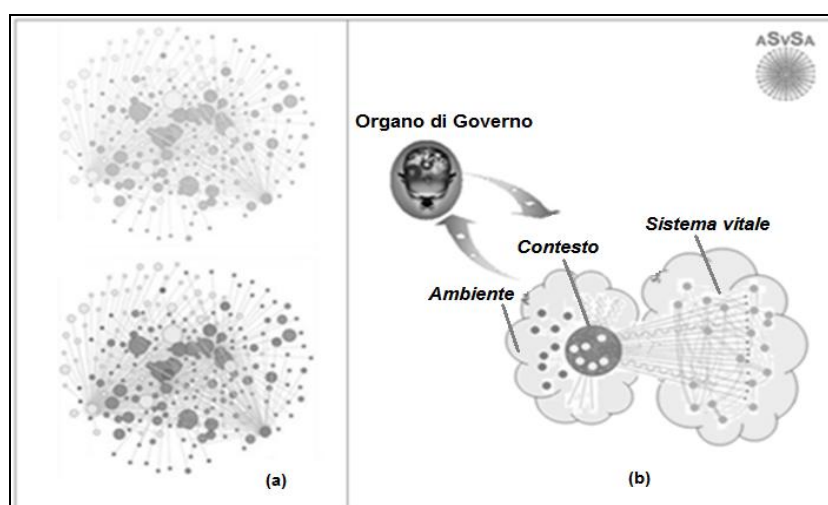 ASVSA
Organo di Governo
Sistema vitale
Contesto
Ambiente
(a)
(b)